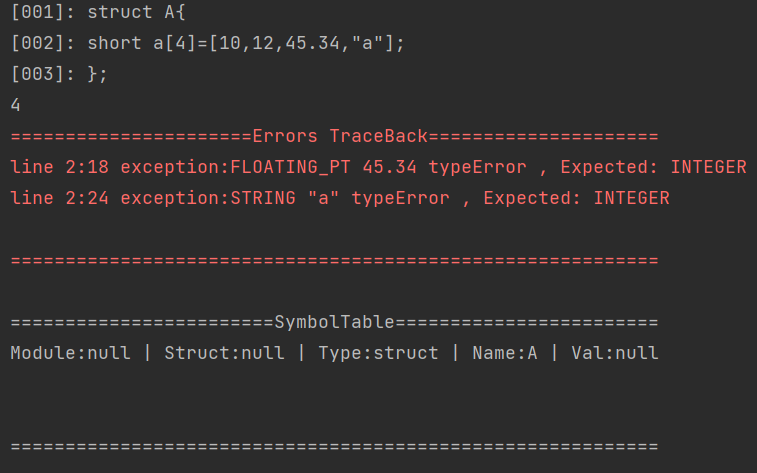 [001]: struct A{
[002]: short a[4]=[10,12,45.34,"a"];
[003]: };
4
======================Errors TraceBack=====================
line 2:18 exception:FLOATING_PT 45.34 typeError , Expected: INTEGER
line 2:24 exception:STRING "a" typeError , Expected: INTEGER
===========================================================
========================SymbolTable========================
Module:null | Struct:null | Type:struct | Name:A | Val:null
===========================================================